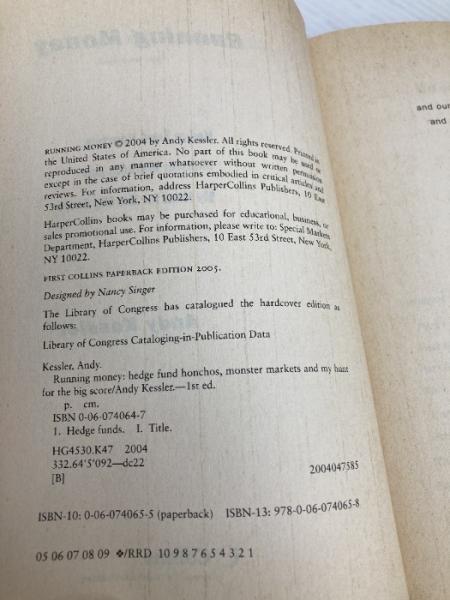 Running Money
RUNNING MONEY © 2004 by Andy Kessler. All rights reserved. Printed in
the United States of America. No part of this book may be used or
reproduced in any manner whatsoever without written permission
except in the case of brief quotations embodied in critical articles and
reviews. For information, address HarperCollins Publishers, 10 East
53rd Street, New York, NY 10022.
HarperCollins books may be purchased for educational, business, or
sales promotional use. For information, please write to: Special Markets
Department, HarperCollins Publishers, 10 East 53rd Street, New York,
NY 10022.
FIRST COLLINS PAPERBACK EDITION 2005.
Designed by Nancy Singer
The Library of Congress has catalogued the hardcover edition as
follows:
Library of Congress Cataloging-in-Publication Data
Kessler, Andy.
Running money: hedge fund honchos, monster markets and my hunt
for the big score/Andy Kessler.—1st ed.
p. cm.
ISBN 0-06-074064-7
1. Hedge funds. I. Title.
HG4530.K47 2004
332.64'5'092—dc22
[B]
2004047585
ISBN-10: 0-06-074065-5 (paperback) ISBN-13: 978-0-06-074065-8
05 06 07 08 09 ❖/RRD 10 9 8 7 6 5 4 3 2 1
and our
and